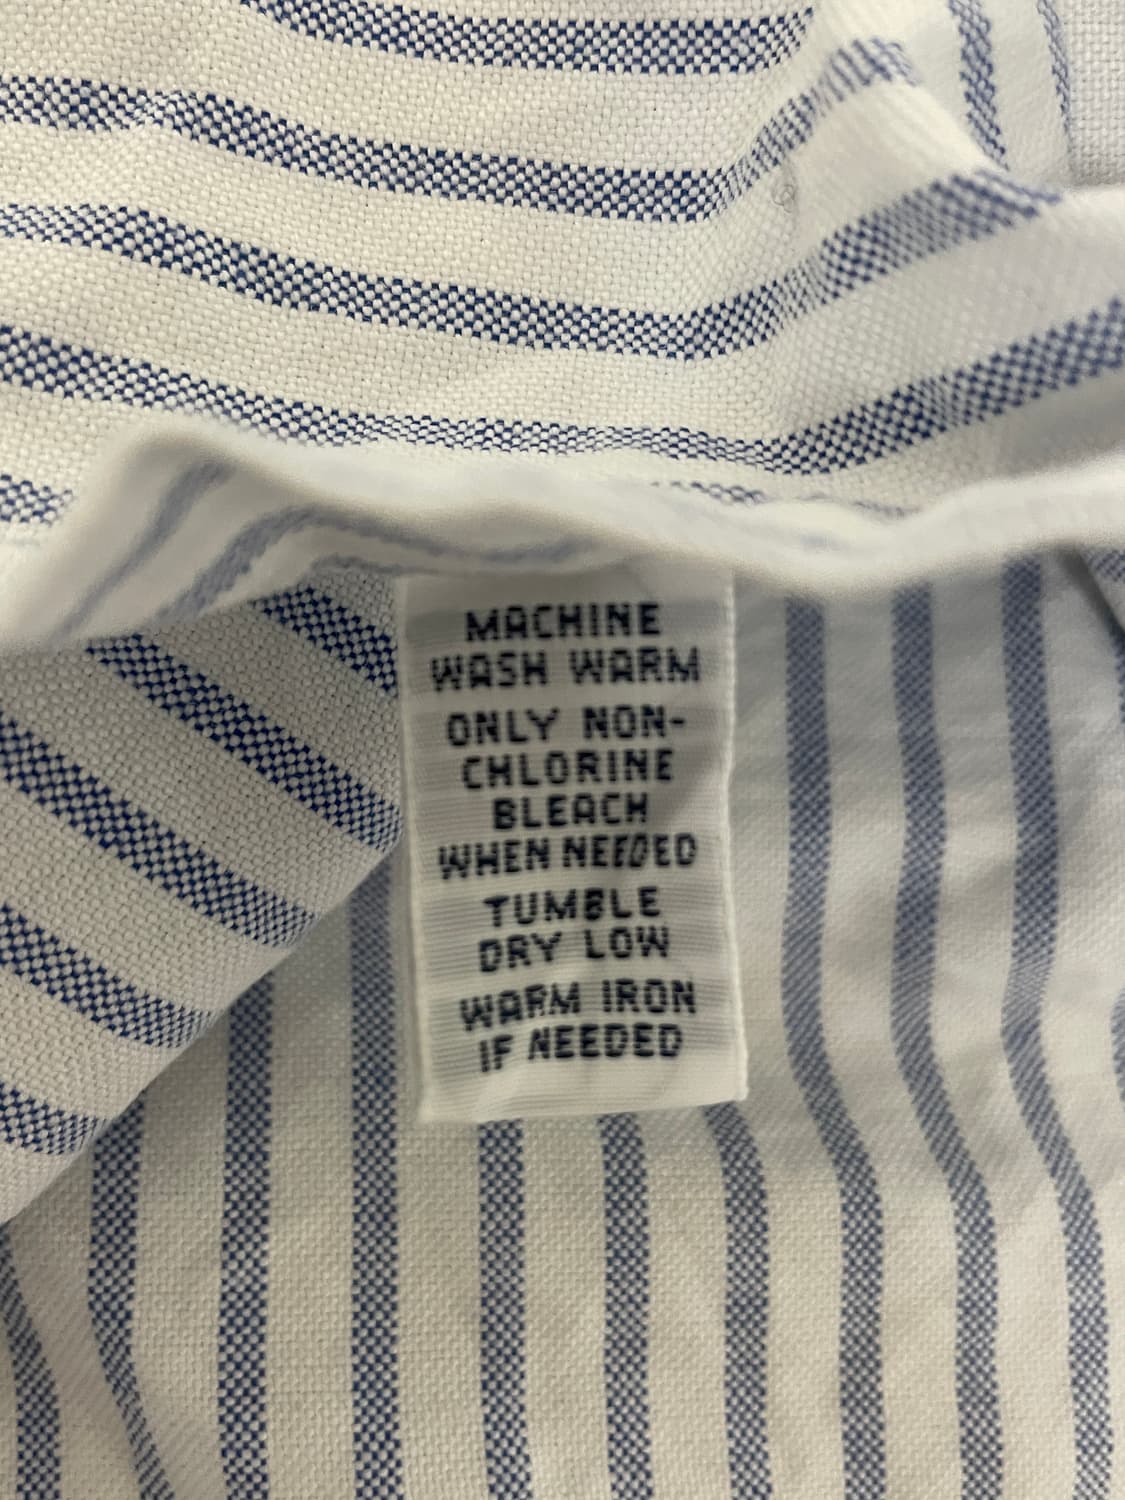 MACHINE
WASH WARM
ONLY NON-
CHLORINE
BLEACH
WHEN NEEDED
TUMBLE
DRY LOW
WARM IRON
IF NEEDED